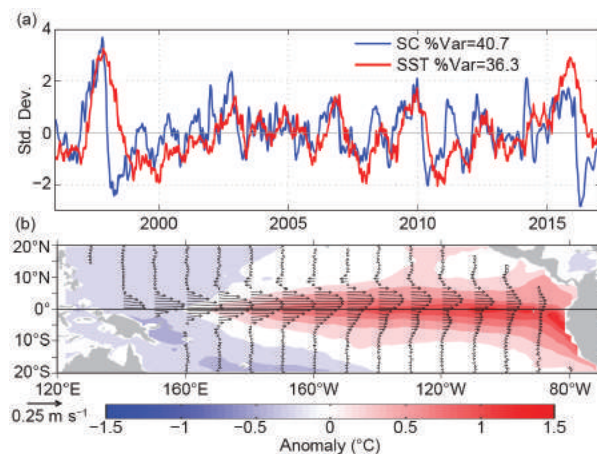 (a)
4
2
0
−2
Std. Dev.
SC %Var=40.7
SST %Var=36.3
2000 2005 2010 2015
(b)
20°N
10°N
0°
10°S
20°S
120°E 160°E 160°W 120°W 80°W
0.25 m s⁻¹
−1.5 −1 −0.5 0 0.5 1 1.5
Anomaly (°C)